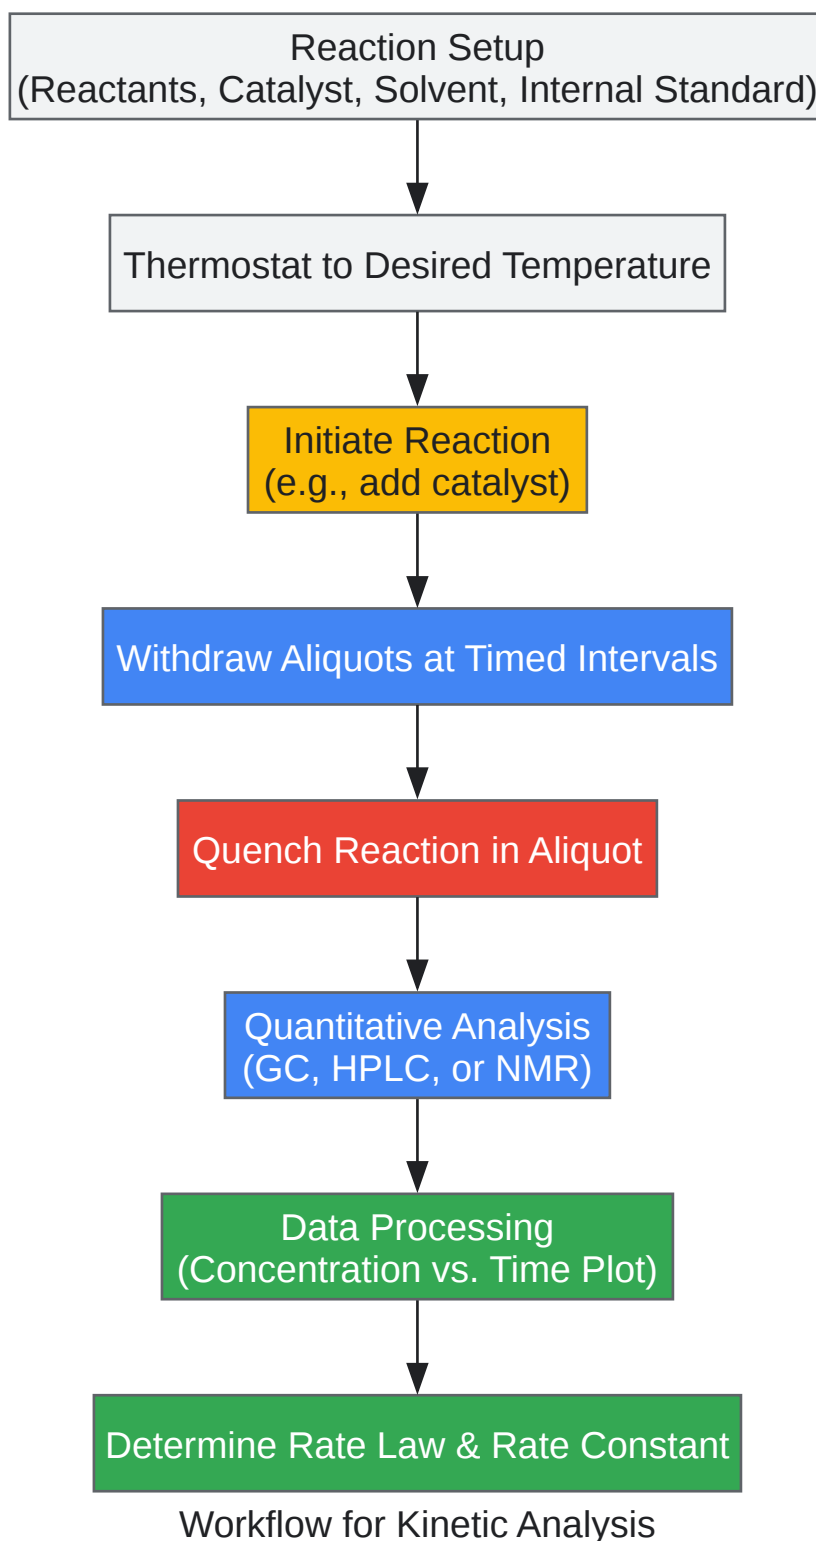 Reaction Setup
(Reactants, Catalyst, Solvent, Internal Standard)
Thermostat to Desired Temperature
Initiate Reaction
(e.g., add catalyst)
Withdraw Aliquots at Timed Intervals
Quench Reaction in Aliquot
Quantitative Analysis
(GC, HPLC, or NMR)
Data Processing
(Concentration vs. Time Plot)
Determine Rate Law & Rate Constant
Workflow for Kinetic Analysis